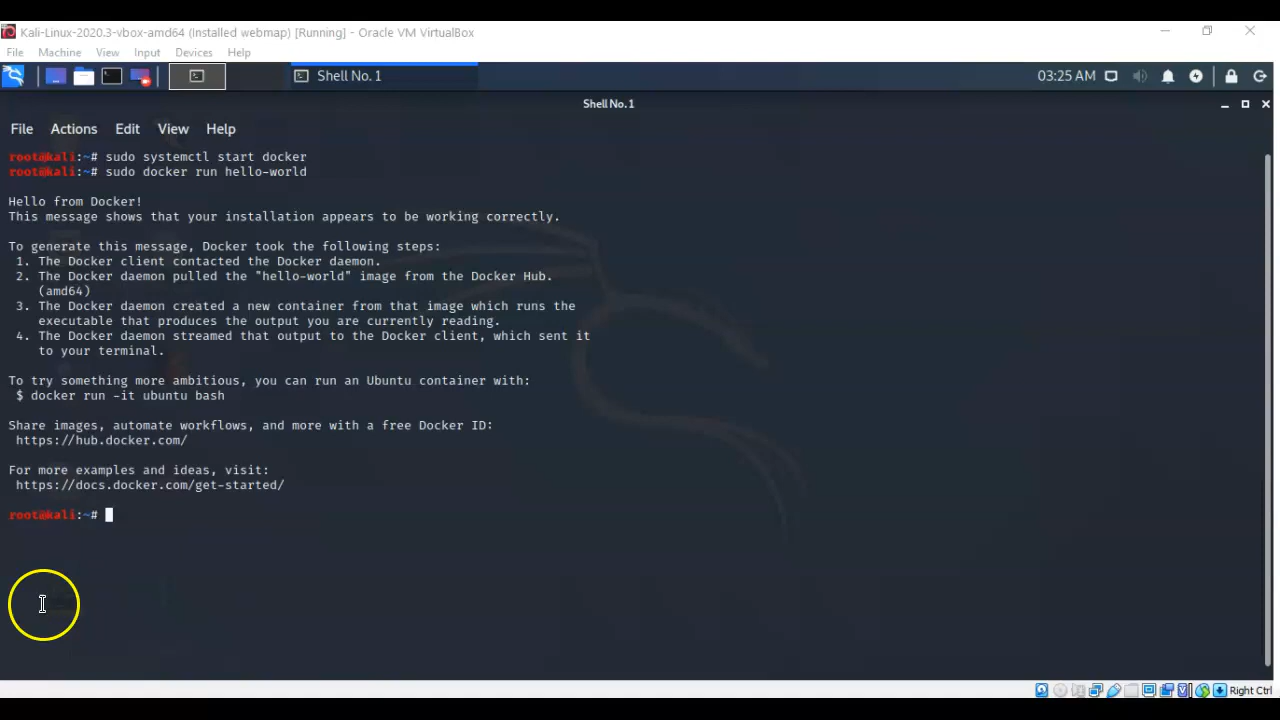 Kali-Linux-2020.3-vbox-amd64 (installed webmap) [Running] - Oracle VM VirtualBox
File Machine View Input Devices Help
Shell No. 1
03:25 AM
Shell No. 1
File Actions Edit View Help
root@kali:~# sudo systemctl start docker
root@kali:~# sudo docker run hello-world
Hello from Docker!
This message shows that your installation appears to be working correctly.
To generate this message, Docker took the following steps:
1. The Docker client contacted the Docker daemon.
2. The Docker daemon pulled the "hello-world" image from the Docker Hub.
(amd64)
3. The Docker daemon created a new container from that image which runs the
executable that produces the output you are currently reading.
4. The Docker daemon streamed that output to the Docker client, which sent it
to your terminal.
To try something more ambitious, you can run an Ubuntu container with:
$ docker run -it ubuntu bash
Share images, automate workflows, and more with a free Docker ID:
https://hub.docker.com/
For more examples and ideas, visit:
https://docs.docker.com/get-started/
root@kali:~#
Right Ctrl